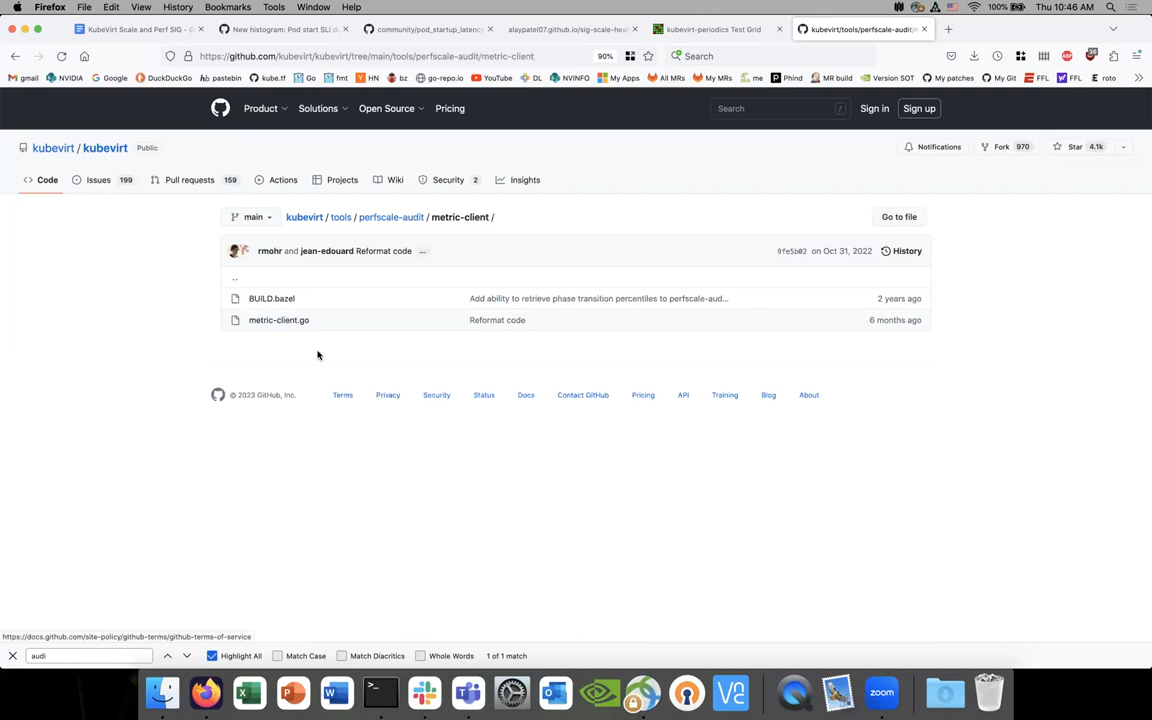 Firefox File Edit View History Bookmarks Tools Window Help 100% Thu 10:46 AM
KubeVirt Scale and Perf SIG - G
New histogram: Pod start SLI d
community/pod_startup_latency
alaypatel07.github.io/sig-scale-hea
kubevirt-periodics Test Grid
kubevirt/tools/perfscale-audit/m
https://github.com/kubevirt/kubevirt/tree/main/tools/perfscale-audit/metric-client 90% Search
gmail NVIDIA Google DuckDuckGo pastebin kube.tf Go fmt HN bz go-repo.io YouTube DL NVINFO My Apps All MRs My MRs me Phind MR build Version SOT My patches My Git FFL FFL roto
Product Solutions Open Source Pricing Search / Sign in Sign up
kubevirt / kubevirt Public Notifications Fork 970 Star 4.1k
Code Issues 199 Pull requests 159 Actions Projects Wiki Security 2 Insights
main kubevirt / tools / perfscale-audit / metric-client / Go to file
rmohr and jean-edouard Reformat code ... 9fe5b02 on Oct 31, 2022 History
..
BUILD.bazel Add ability to retrieve phase transition percentiles to perfscale-aud... 2 years ago
metric-client.go Reformat code 6 months ago
© 2023 GitHub, Inc. Terms Privacy Security Status Docs Contact GitHub Pricing API Training Blog About
https://docs.github.com/site-policy/github-terms/github-terms-of-service
audi Highlight All Match Case Match Diacritics Whole Words 1 of 1 match
zoom